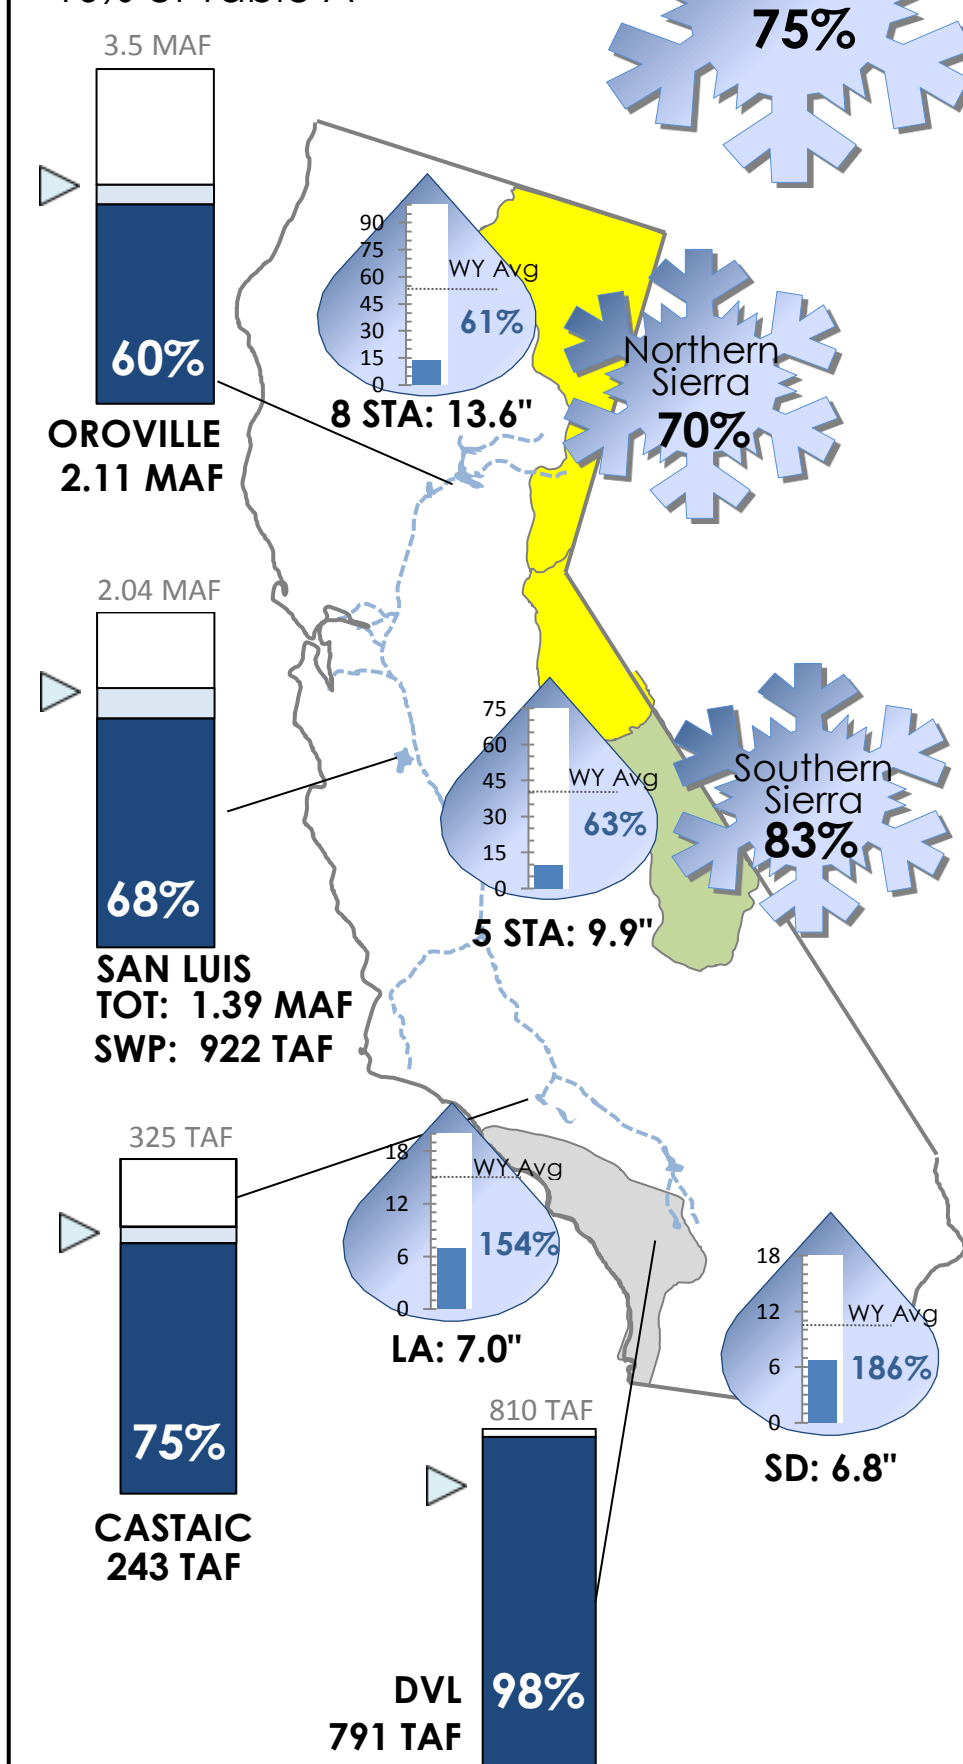 75%
3.5 MAF
60%
OROVILLE
2.11 MAF
90
75
60
45
30
15
0
WY Avg
61%
8 STA: 13.6"
Northern
Sierra
70%
2.04 MAF
68%
SAN LUIS
TOT: 1.39 MAF
SWP: 922 TAF
75
60
45
30
15
0
WY Avg
63%
5 STA: 9.9"
Southern
Sierra
83%
325 TAF
75%
CASTAIC
243 TAF
18
12
6
0
WY Avg
154%
LA: 7.0"
18
12
6
0
WY Avg
186%
SD: 6.8"
810 TAF
98%
DVL
791 TAF